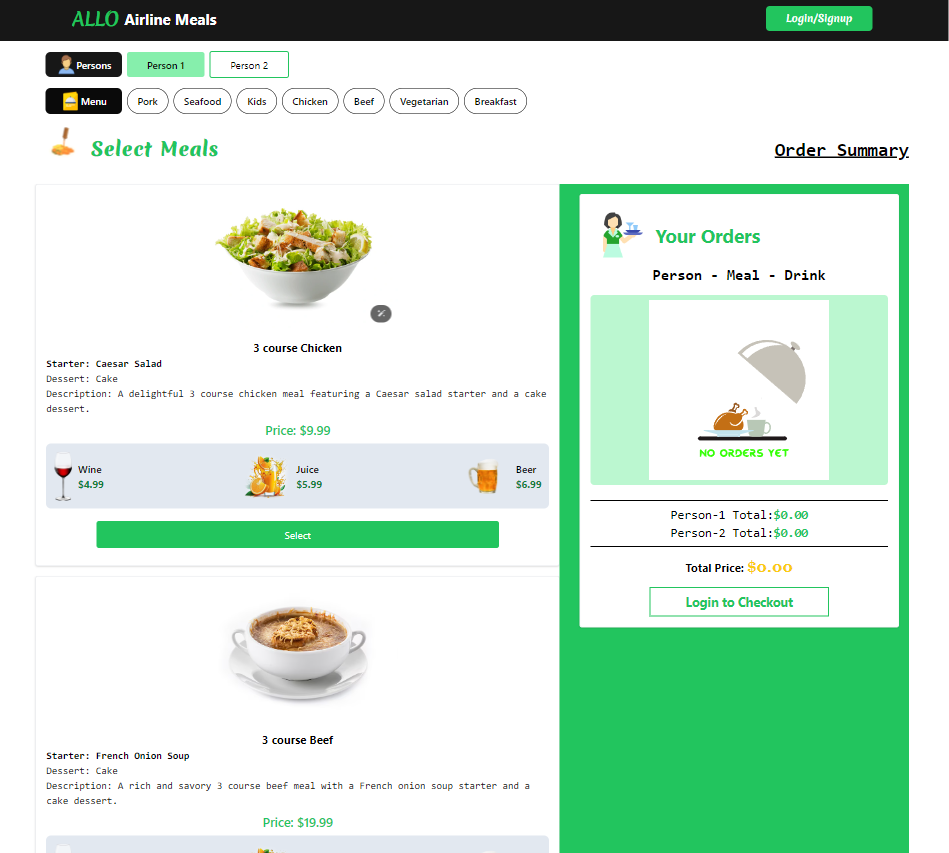 ALLO Airline Meals
Login/Signup
Persons
Person 1
Person 2
Menu
Pork
Seafood
Kids
Chicken
Beef
Vegetarian
Breakfast
Select Meals
Order Summary
3 course Chicken
Starter: Caesar Salad
Dessert: Cake
Description: A delightful 3 course chicken meal featuring a Caesar salad starter and a cake
dessert.
Price: $9.99
Wine
$4.99
Juice
$5.99
Beer
$6.99
Select
3 course Beef
Starter: French Onion Soup
Dessert: Cake
Description: A rich and savory 3 course beef meal with a French onion soup starter and a
cake dessert.
Price: $19.99
Your Orders
Person - Meal - Drink
NO ORDERS YET
Person-1 Total:$0.00
Person-2 Total:$0.00
Total Price: $0.00
Login to Checkout